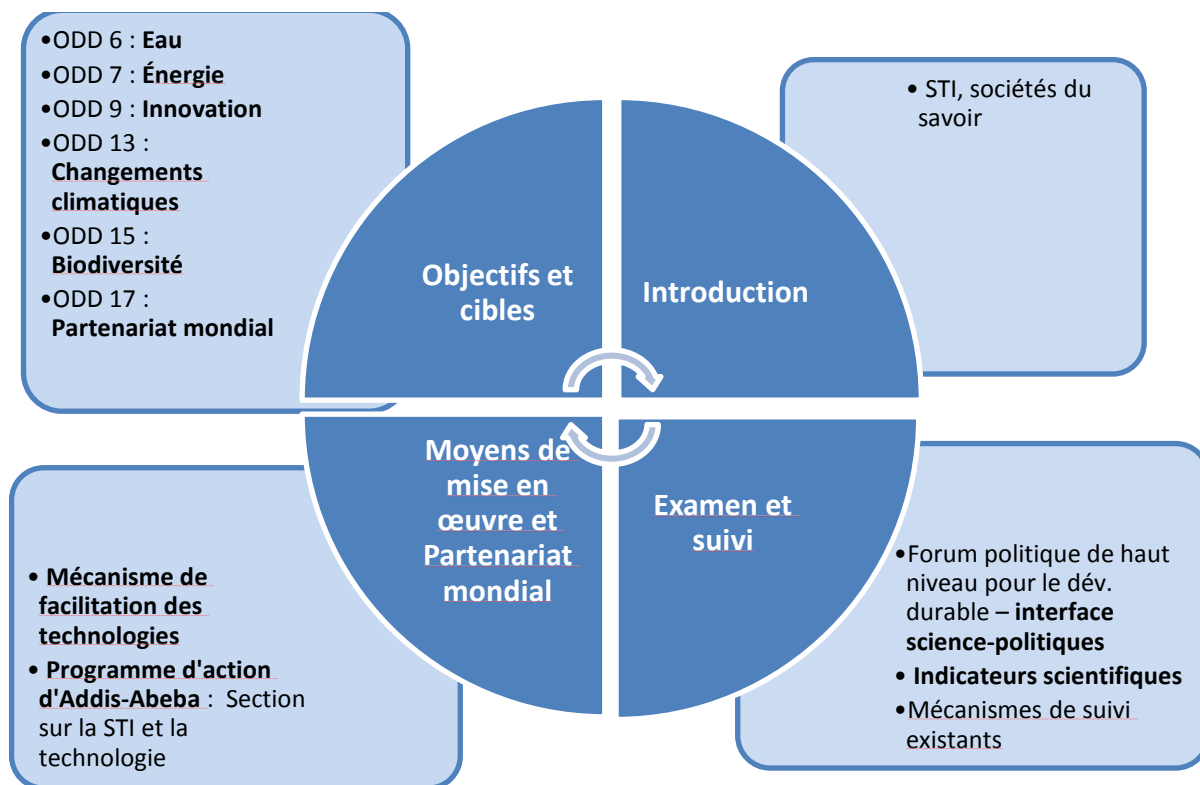 •ODD 6 : Eau
•ODD 7 : Énergie
•ODD 9 : Innovation
•ODD 13 :
Changements
climatiques
•ODD 15 :
Biodiversité
•ODD 17 :
Partenariat mondial
• STI, sociétés du
savoir
Objectifs et
cibles
Introduction
Moyens de
mise en
œuvre et
Partenariat
mondial
Examen et
suivi
• Mécanisme de
facilitation des
technologies
• Programme d'action
d'Addis-Abeba : Section
sur la STI et la
technologie
•Forum politique de haut
niveau pour le dév.
durable – interface
science-politiques
• Indicateurs scientifiques
•Mécanismes de suivi
existants